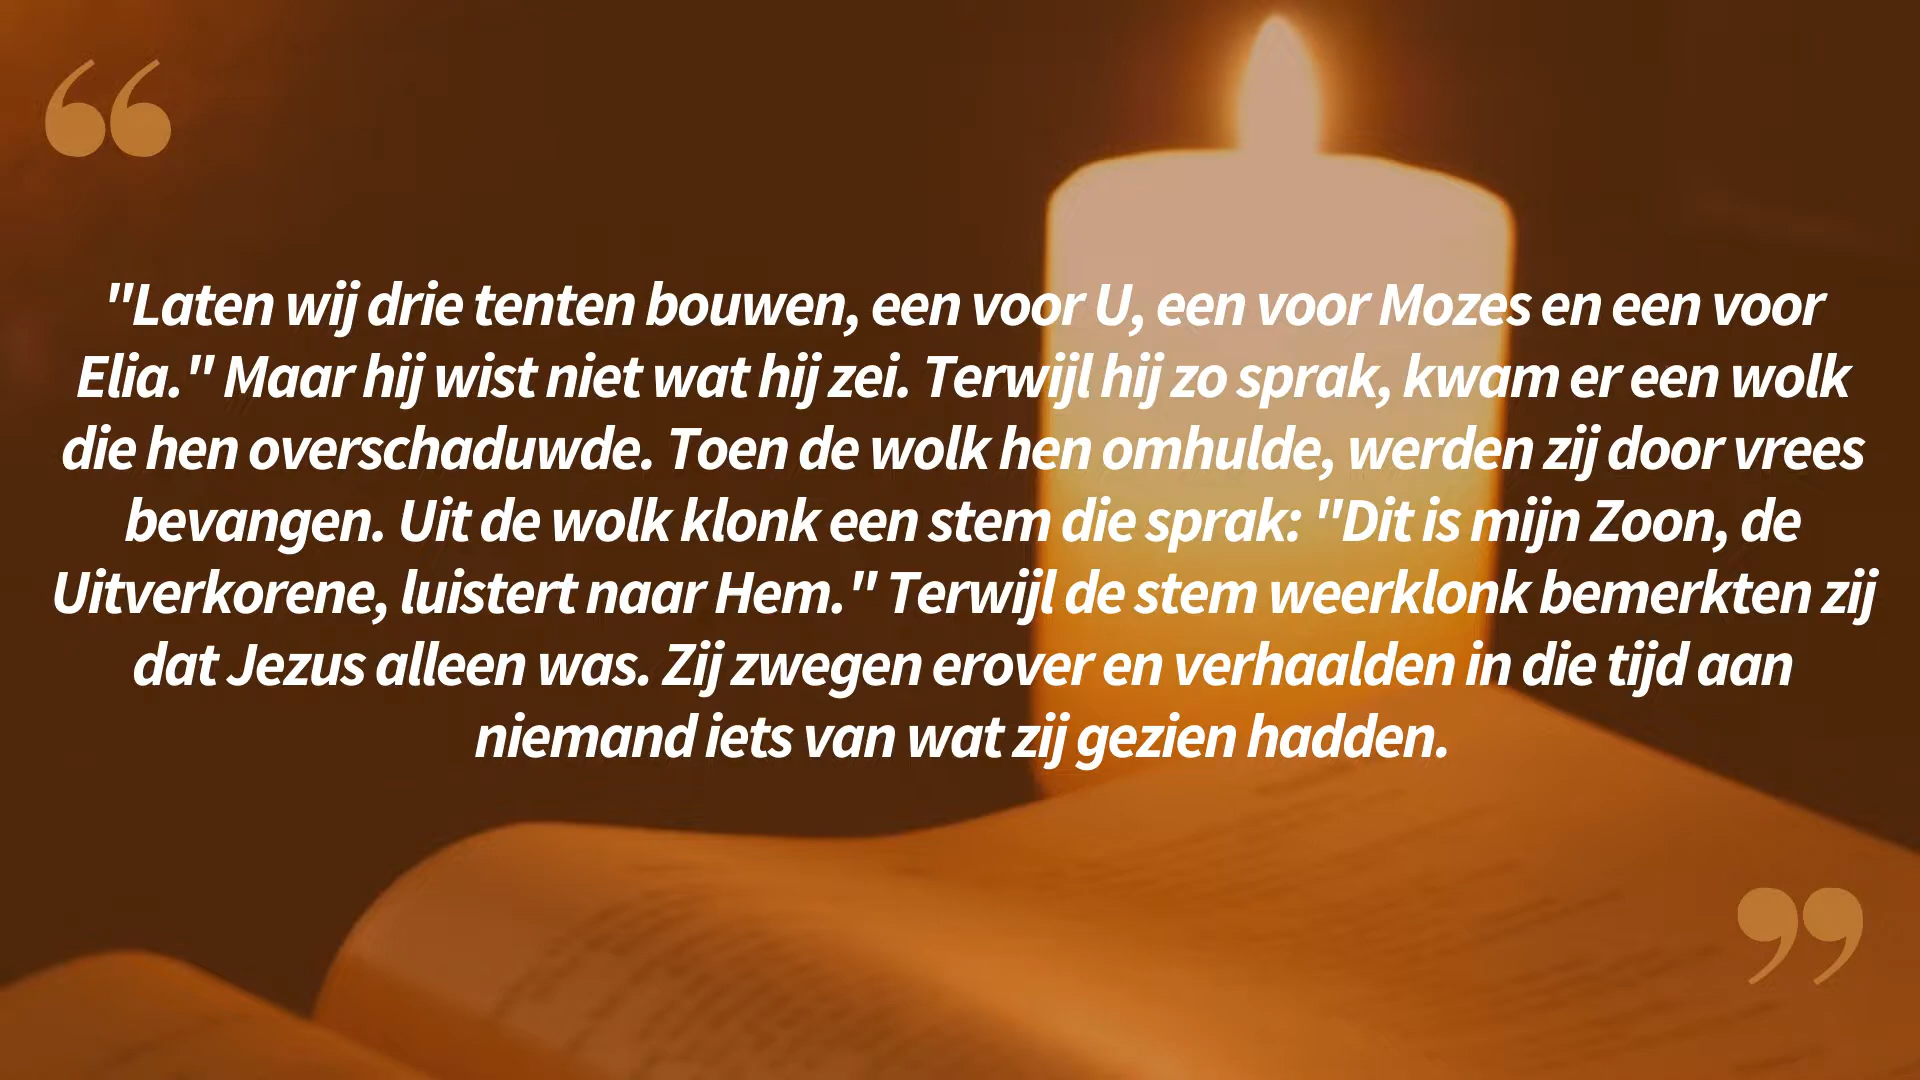 "Laten wij drie tenten bouwen, een voor U, een voor Mozes en een voor
Elia." Maar hij wist niet wat hij zei. Terwijl hij zo sprak, kwam er een wolk
die hen overschaduwde. Toen de wolk hen omhulde, werden zij door vrees
bevangen. Uit de wolk klonk een stem die sprak: "Dit is mijn Zoon, de
Uitverkorene, luistert naar Hem." Terwijl de stem weerklonk bemerkten zij
dat Jezus alleen was. Zij zwegen erover en verhaalden in die tijd aan
niemand iets van wat zij gezien hadden.